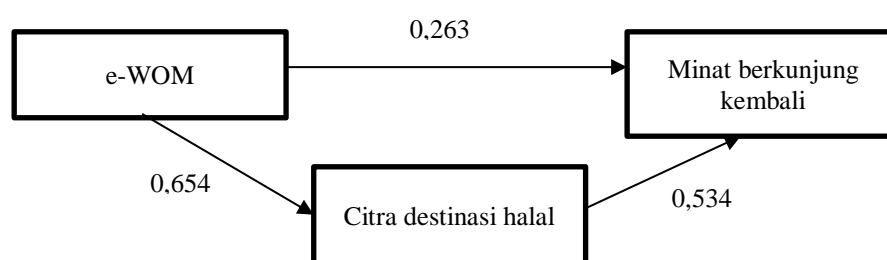 0,263
e-WOM
Minat berkunjung
kembali
0,654
Citra destinasi halal
0,534